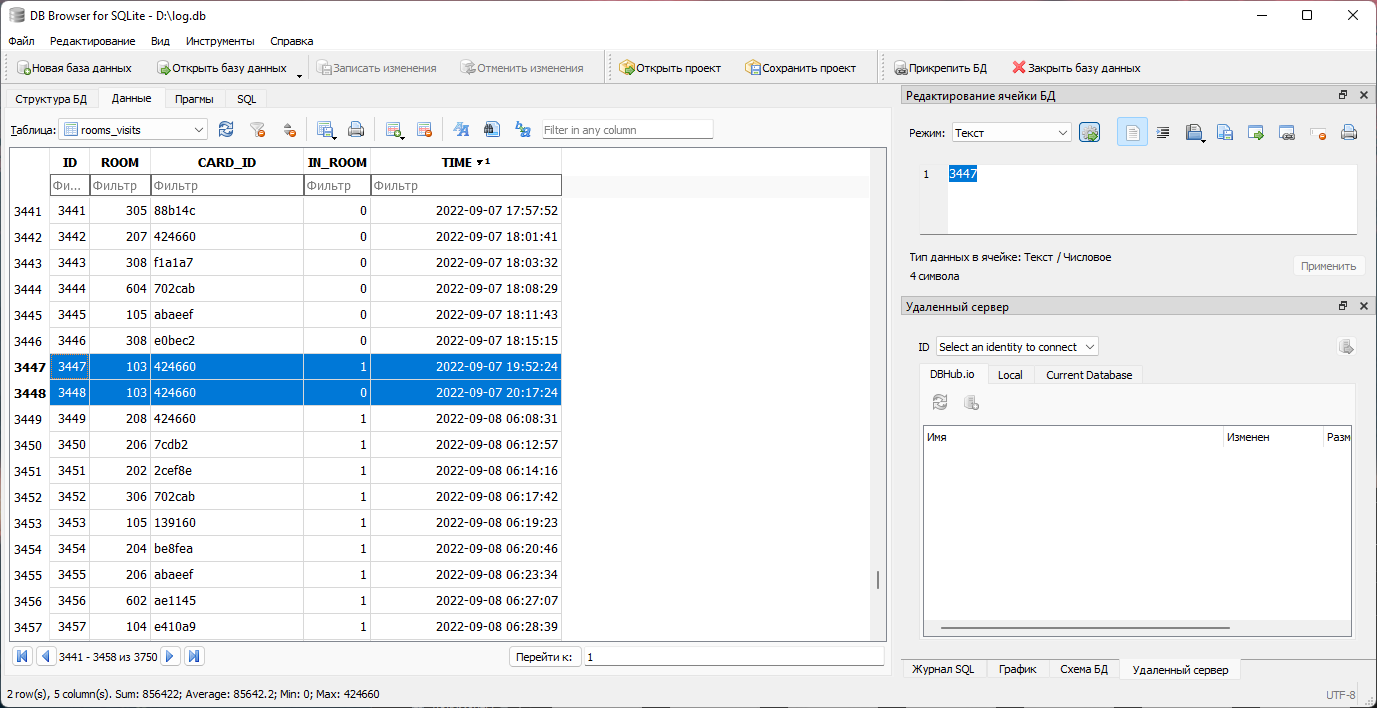 DB Browser for SQLite - D:\log.db
Файл Редактирование Вид Инструменты Справка
Новая база данных Открыть базу данных Записать изменения Отменить изменения Открыть проект Сохранить проект Прикрепить БД Закрыть базу данных
Структура БД Данные Прагмы SQL
Таблица: rooms_visits Filter in any column
ID ROOM CARD_ID IN_ROOM TIME 1
Фи... Фильтр Фильтр Фильтр Фильтр
3441 3441 305 88b14c 0 2022-09-07 17:57:52
3442 3442 207 424660 0 2022-09-07 18:01:41
3443 3443 308 f1a1a7 0 2022-09-07 18:03:32
3444 3444 604 702cab 0 2022-09-07 18:08:29
3445 3445 105 abaeef 0 2022-09-07 18:11:43
3446 3446 308 e0bec2 0 2022-09-07 18:15:15
3447 3447 103 424660 1 2022-09-07 19:52:24
3448 3448 103 424660 0 2022-09-07 20:17:24
3449 3449 208 424660 1 2022-09-08 06:08:31
3450 3450 206 7cdb2 1 2022-09-08 06:12:57
3451 3451 202 2cef8e 1 2022-09-08 06:14:16
3452 3452 306 702cab 1 2022-09-08 06:17:42
3453 3453 105 139160 1 2022-09-08 06:19:23
3454 3454 204 be8fea 1 2022-09-08 06:20:46
3455 3455 206 abaeef 1 2022-09-08 06:23:34
3456 3456 602 ae1145 1 2022-09-08 06:27:07
3457 3457 104 e410a9 1 2022-09-08 06:28:39
3441 - 3458 из 3750 Перейти к: 1
Редактирование ячейки БД
Режим: Текст
1 3447
Тип данных в ячейке: Текст / Числовое
4 символа
Применить
Удаленный сервер
ID Select an identity to connect
DBHub.io Local Current Database
Имя Изменен Разм
Журнал SQL График Схема БД Удаленный сервер
2 row(s), 5 column(s). Sum: 856422; Average: 85642.2; Min: 0; Max: 424660
UTF-8